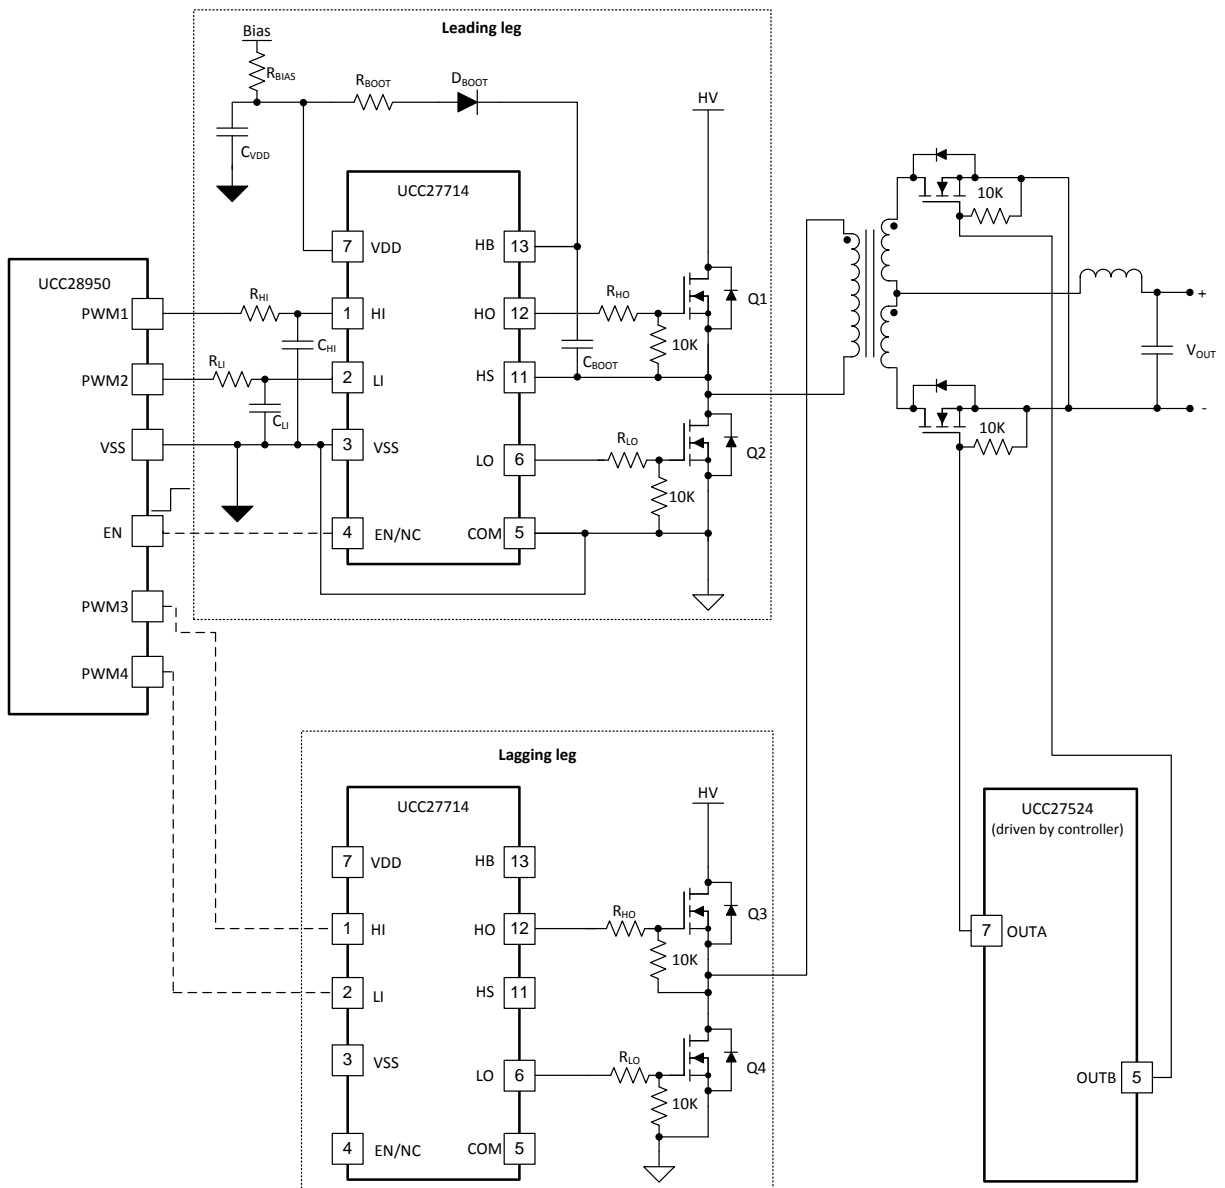 Leading leg
Bias
RBIAS
RBOOT
DBOOT
CVDD
HV
UCC27714
7 VDD
HB 13
1 HI
HO 12
2 LI
HS 11
3 VSS
LO 6
4 EN/NC
COM 5
UCC28950
PWM1
PWM2
VSS
EN
PWM3
PWM4
RHI
CHI
RLI
CLI
RHO
10K
CBOOT
Q1
RLO
10K
Q2
10K
10K
+
VOUT
-
Lagging leg
UCC27714
7 VDD
HB 13
1 HI
HO 12
2 LI
HS 11
3 VSS
LO 6
4 EN/NC
COM 5
HV
RHO
10K
Q3
RLO
10K
Q4
UCC27524
(driven by controller)
7 OUTA
OUTB 5